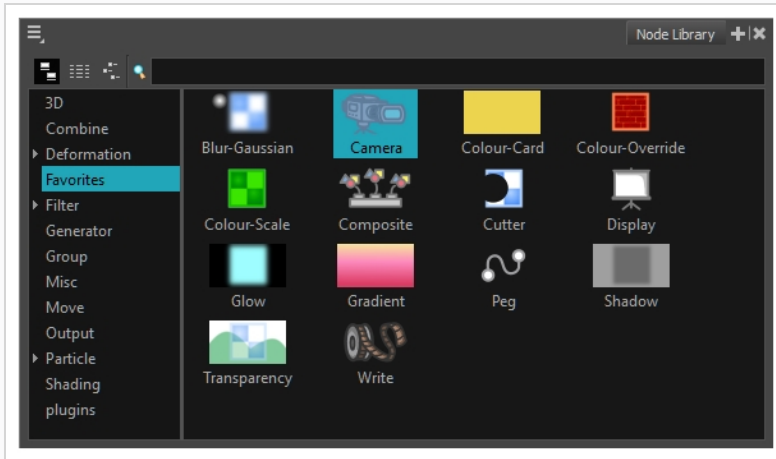 Node Library
3D
Combine
Deformation
Favorites
Filter
Generator
Group
Misc
Move
Output
Particle
Shading
plugins
Blur-Gaussian Camera Colour-Card Colour-Override
Colour-Scale Composite Cutter Display
Glow Gradient Peg Shadow
Transparency Write